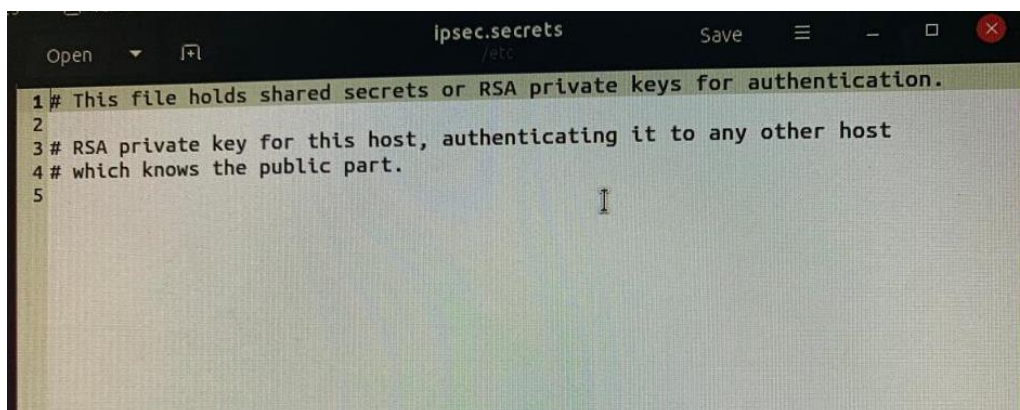 ipsec.secrets
Open
/etc
Save
1 # This file holds shared secrets or RSA private keys for authentication.
2
3 # RSA private key for this host, authenticating it to any other host
4 # which knows the public part.
5